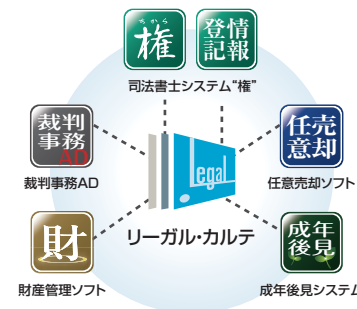 ちから
権
登情
記報
司法書士システム“権”
裁判
事務
AD
裁判事務AD
任売
意却
任意売却ソフト
Legal
リーガル・カルテ
財
財産管理ソフト
成年
後見
成年後見システム